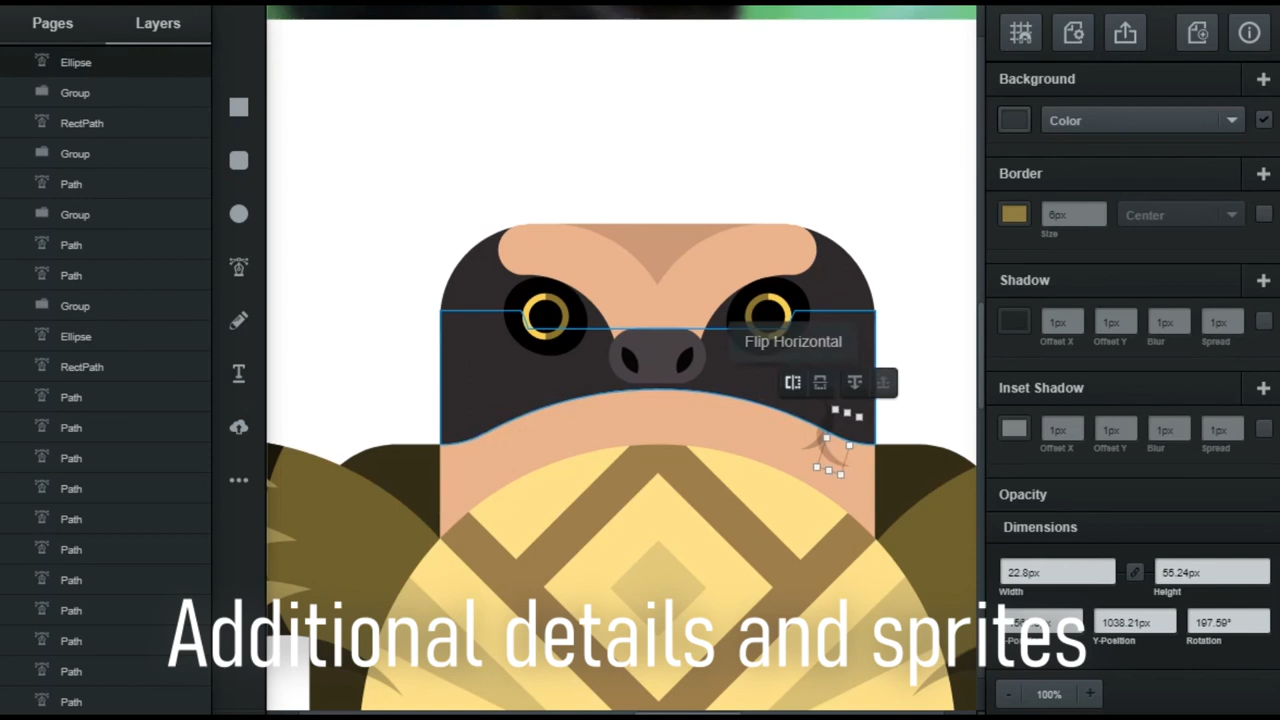 Pages Layers
Ellipse
Group
RectPath
Group
Path
Group
Path
Path
Group
Ellipse
RectPath
Path
Path
Path
Path
Path
Path
Path
Path
Path
Path
Path
Flip Horizontal
Additional details and sprites
Background
Color
Border
6px Center
Size
Shadow
1px 1px 1px 1px
Offset X Offset Y Blur Spread
Inset Shadow
1px 1px 1px 1px
Offset X Offset Y Blur Spread
Opacity
Dimensions
22.8px 55.24px
Width Height
1038.21px 197.59°
Y-Position Rotation
- 100% +